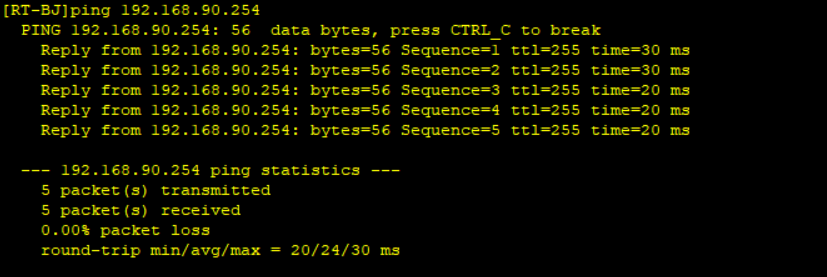 [RT-BJ]ping 192.168.90.254
PING 192.168.90.254: 56  data bytes, press CTRL_C to break
Reply from 192.168.90.254: bytes=56 Sequence=1 ttl=255 time=30 ms
Reply from 192.168.90.254: bytes=56 Sequence=2 ttl=255 time=30 ms
Reply from 192.168.90.254: bytes=56 Sequence=3 ttl=255 time=20 ms
Reply from 192.168.90.254: bytes=56 Sequence=4 ttl=255 time=20 ms
Reply from 192.168.90.254: bytes=56 Sequence=5 ttl=255 time=20 ms
--- 192.168.90.254 ping statistics ---
5 packet(s) transmitted
5 packet(s) received
0.00% packet loss
round-trip min/avg/max = 20/24/30 ms